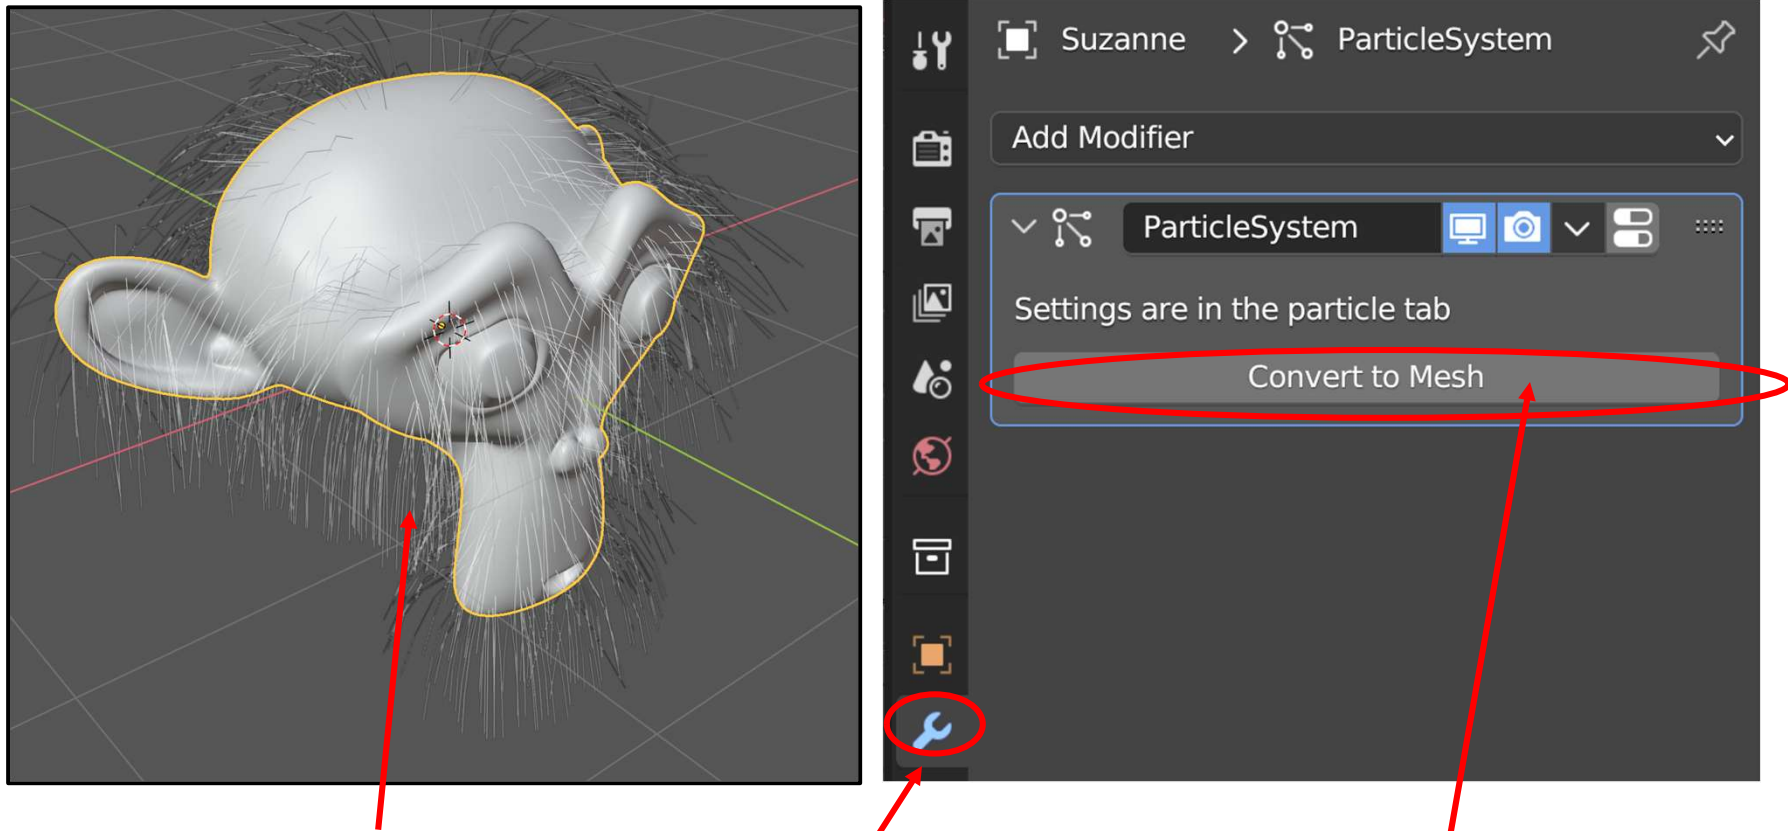 Suzanne > ParticleSystem
Add Modifier
ParticleSystem
Settings are in the particle tab
Convert to Mesh